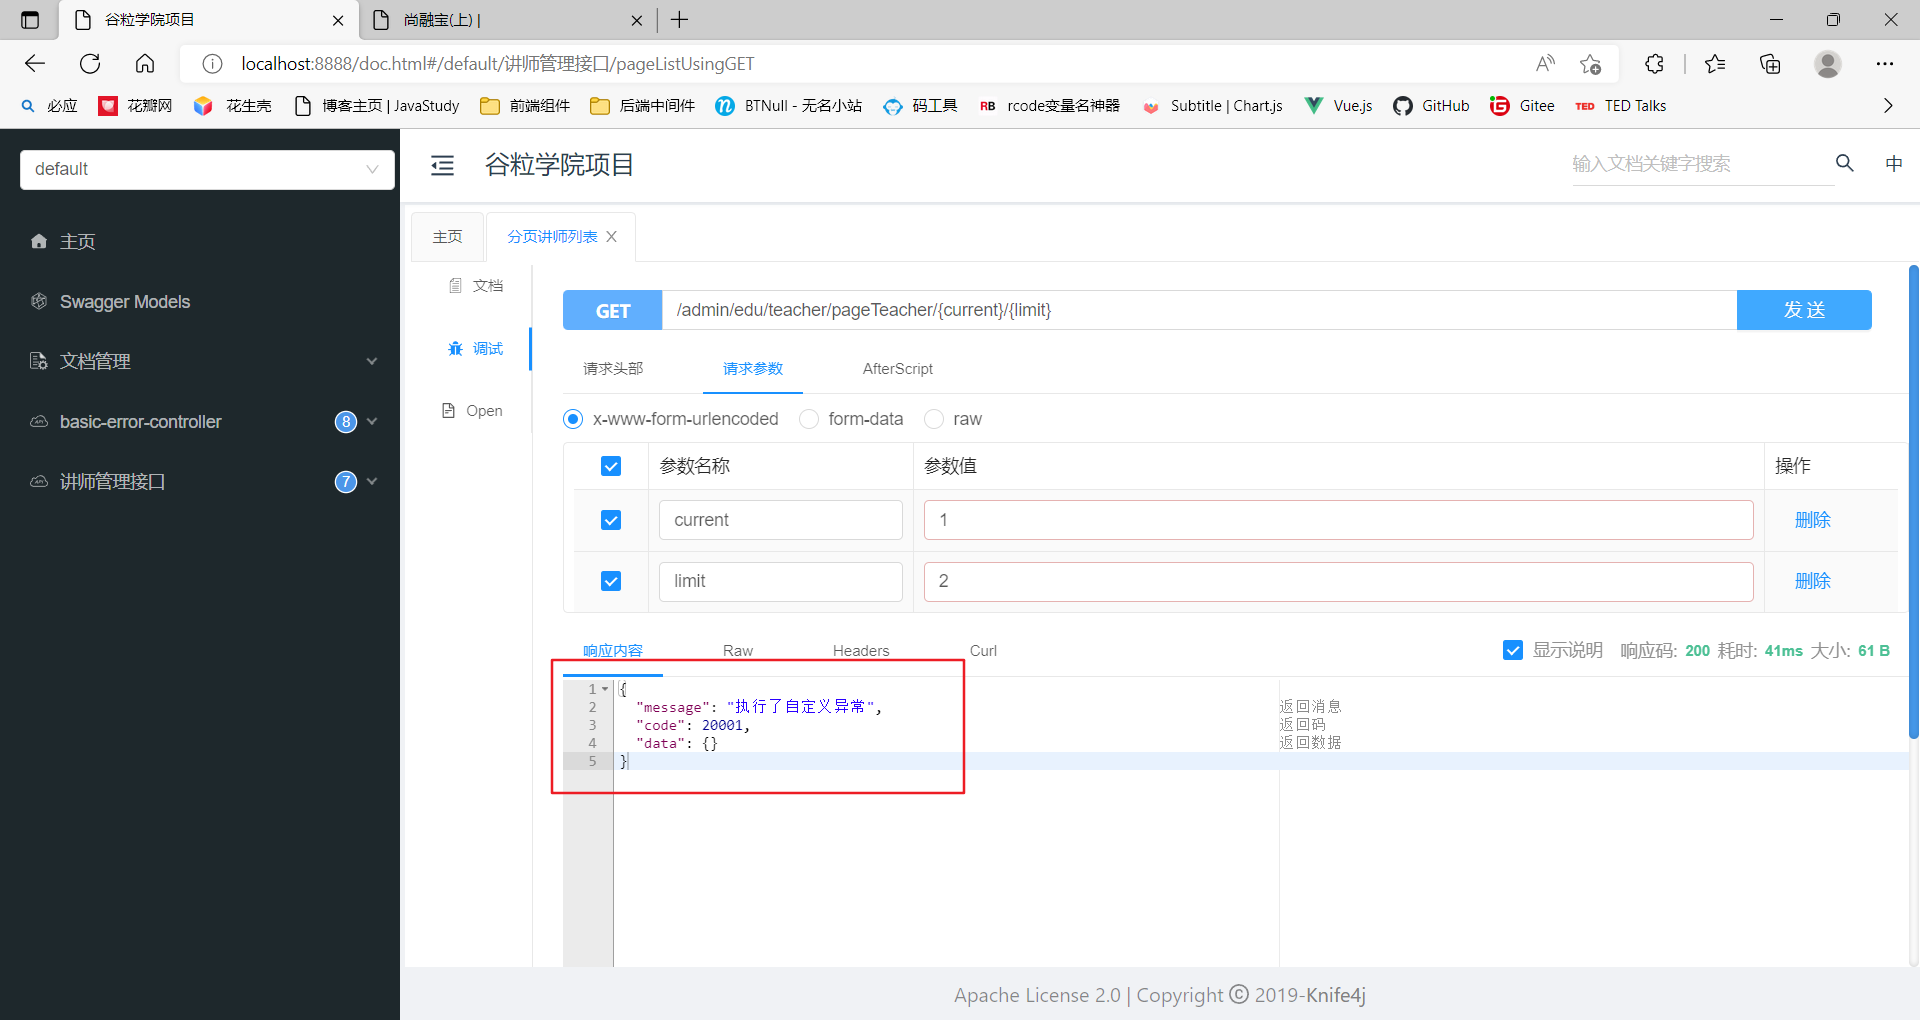 谷粒学院项目
尚融宝(上) |
localhost:8888/doc.html#/default/讲师管理接口/pageListUsingGET
必应
花瓣网
花生壳
博客主页 | JavaStudy
前端组件
后端中间件
BTNull - 无名小站
码工具
RB rcode变量名神器
Subtitle | Chart.js
Vue.js
GitHub
Gitee
TED TED Talks
default
谷粒学院项目
输入文档关键字搜索
中
主页
Swagger Models
文档管理
basic-error-controller 8
讲师管理接口 7
主页
分页讲师列表
文档
调试
Open
GET /admin/edu/teacher/pageTeacher/{current}/{limit} 发送
请求头部 请求参数 AfterScript
x-www-form-urlencoded form-data raw
参数名称 参数值 操作
current 1 删除
limit 2 删除
响应内容 Raw Headers Curl 显示说明 响应码: 200 耗时: 41ms 大小: 61 B
1 {
2 "message": "执行了自定义异常", 返回消息
3 "code": 20001, 返回码
4 "data": {} 返回数据
5 }
Apache License 2.0 | Copyright © 2019-Knife4j